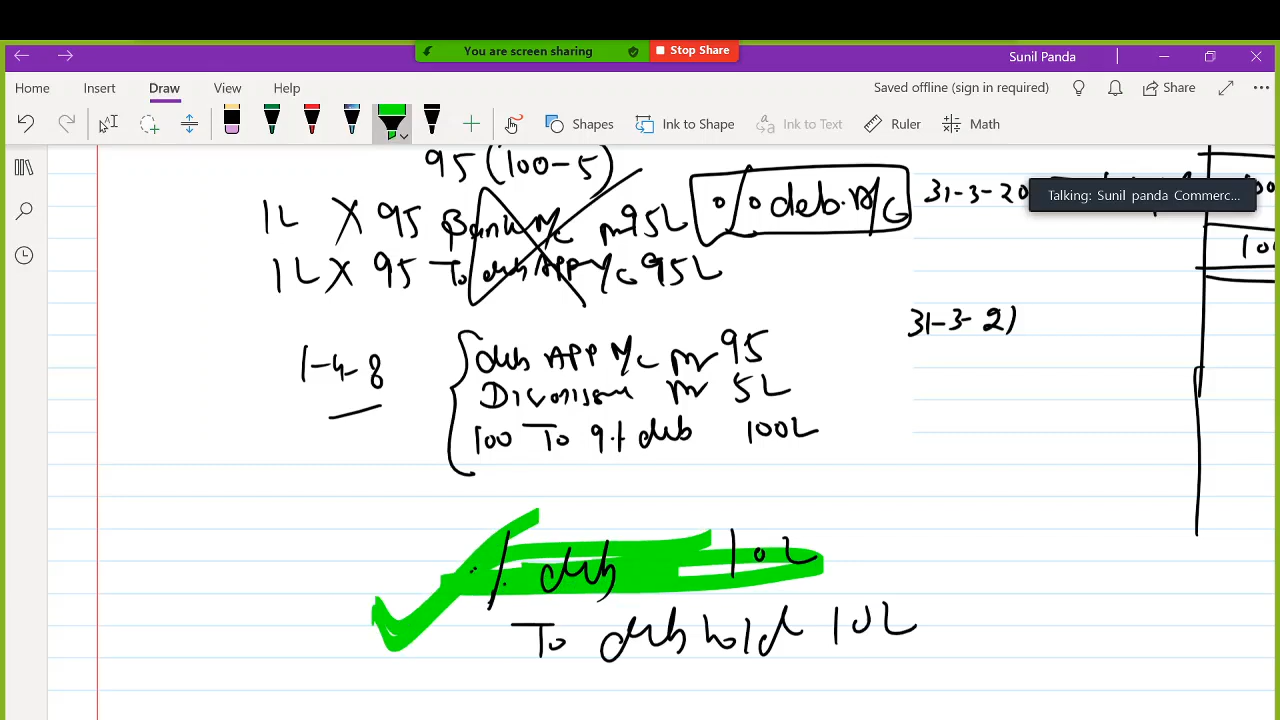 You are screen sharing
Stop Share
Sunil Panda
Home Insert Draw View Help
Saved offline (sign in required)
Share
Shapes
Ink to Shape
Ink to Text
Ruler
Math
Talking: Sunil panda Commerc...
95 (100-5)
1L X 95 Bank A/c Dr 95L
1L X 95 To deb APP A/c 95L
% deb. A/c
31-3-20
31-3-21
1-4-8
deb APP A/c Dr 95
Dr 5L
100 To 9% deb 100L
% deb 10L
To deb hold 10L